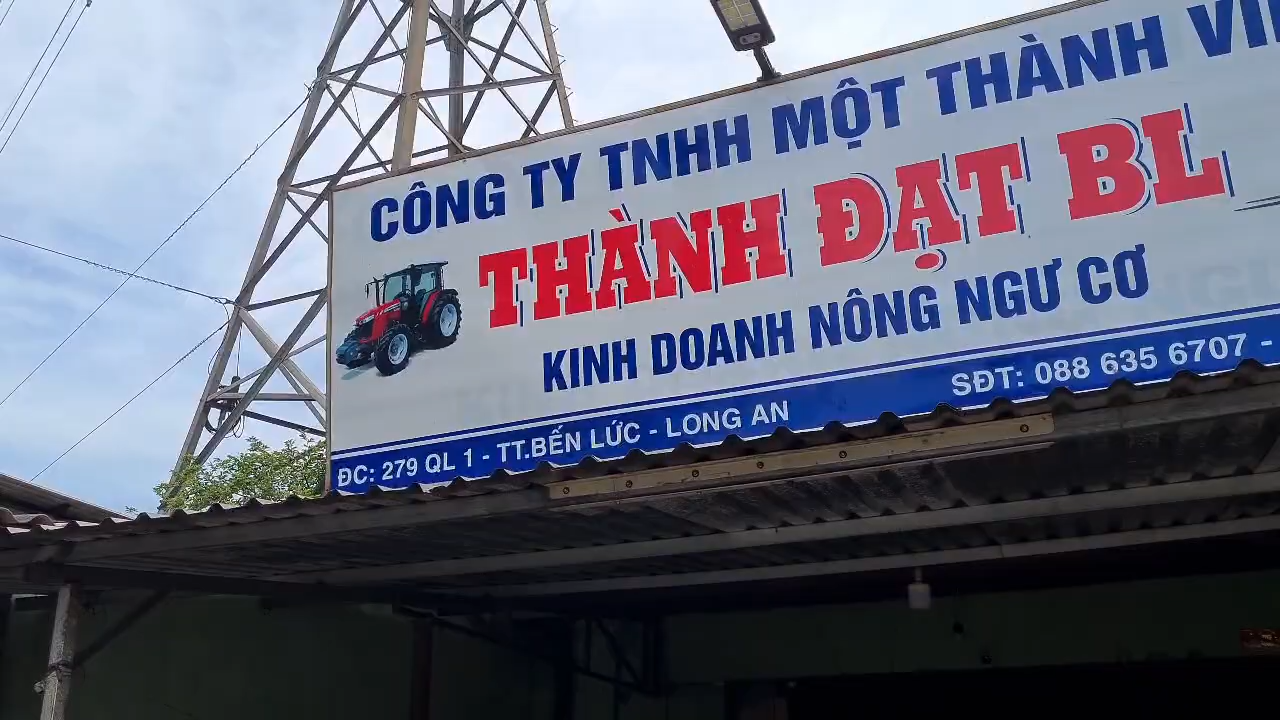 CÔNG TY TNHH MỘT THÀNH
THÀNH ĐẠT BL
KINH DOANH NÔNG NGƯ CƠ
ĐC: 279 QL 1 - TT.BẾN LỨC - LONG AN
SĐT: 088 635 6707 -